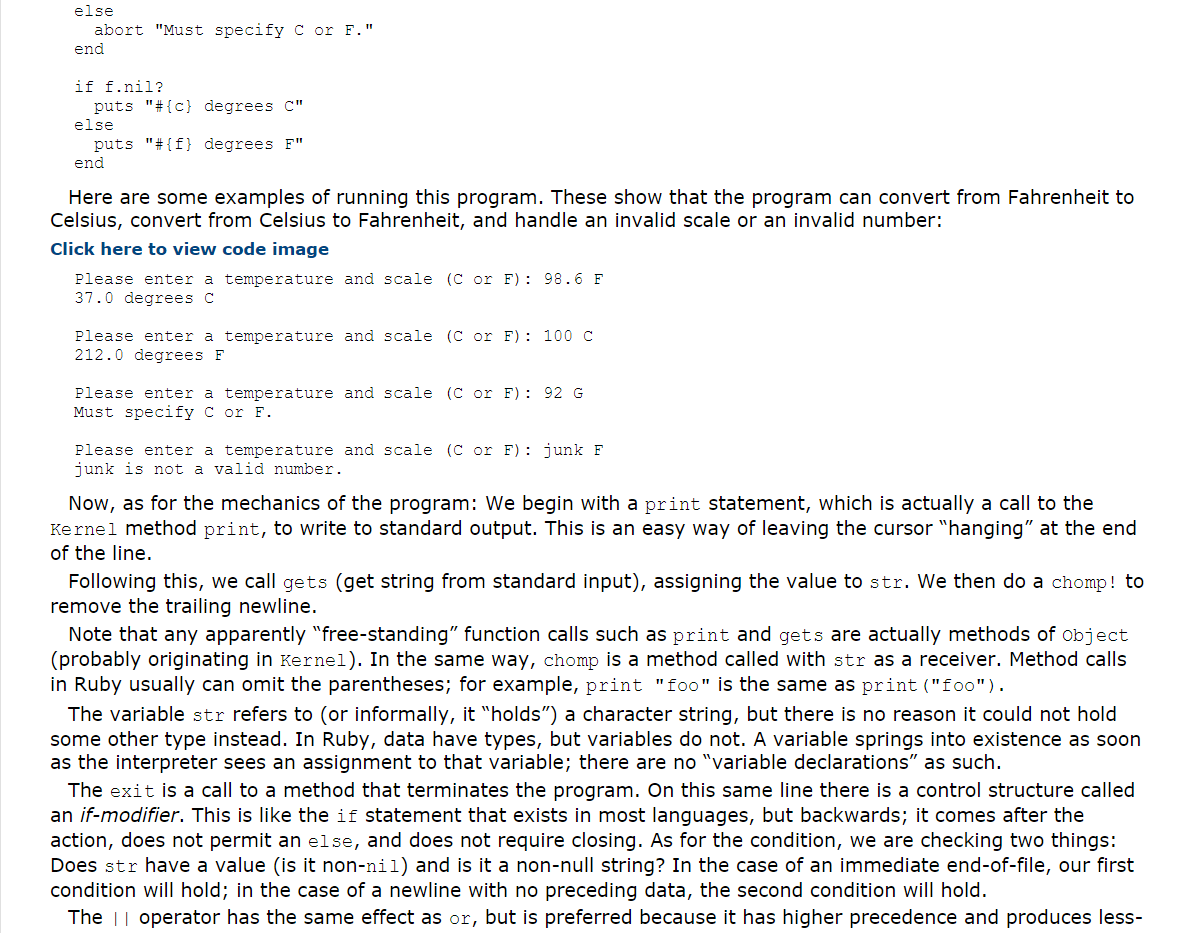 else
  abort "Must specify C or F."
end

if f.nil?
  puts "#{c} degrees C"
else
  puts "#{f} degrees F"
end
Here are some examples of running this program. These show that the program can convert from Fahrenheit to
Celsius, convert from Celsius to Fahrenheit, and handle an invalid scale or an invalid number:
Click here to view code image
Please enter a temperature and scale (C or F): 98.6 F
37.0 degrees C

Please enter a temperature and scale (C or F): 100 C
212.0 degrees F

Please enter a temperature and scale (C or F): 92 G
Must specify C or F.

Please enter a temperature and scale (C or F): junk F
junk is not a valid number.
Now, as for the mechanics of the program: We begin with a print statement, which is actually a call to the
Kernel method print, to write to standard output. This is an easy way of leaving the cursor “hanging” at the end
of the line.
Following this, we call gets (get string from standard input), assigning the value to str. We then do a chomp! to
remove the trailing newline.
Note that any apparently “free-standing” function calls such as print and gets are actually methods of Object
(probably originating in Kernel). In the same way, chomp is a method called with str as a receiver. Method calls
in Ruby usually can omit the parentheses; for example, print "foo" is the same as print("foo").
The variable str refers to (or informally, it “holds”) a character string, but there is no reason it could not hold
some other type instead. In Ruby, data have types, but variables do not. A variable springs into existence as soon
as the interpreter sees an assignment to that variable; there are no “variable declarations” as such.
The exit is a call to a method that terminates the program. On this same line there is a control structure called
an if-modifier. This is like the if statement that exists in most languages, but backwards; it comes after the
action, does not permit an else, and does not require closing. As for the condition, we are checking two things:
Does str have a value (is it non-nil) and is it a non-null string? In the case of an immediate end-of-file, our first
condition will hold; in the case of a newline with no preceding data, the second condition will hold.
The || operator has the same effect as or, but is preferred because it has higher precedence and produces less-